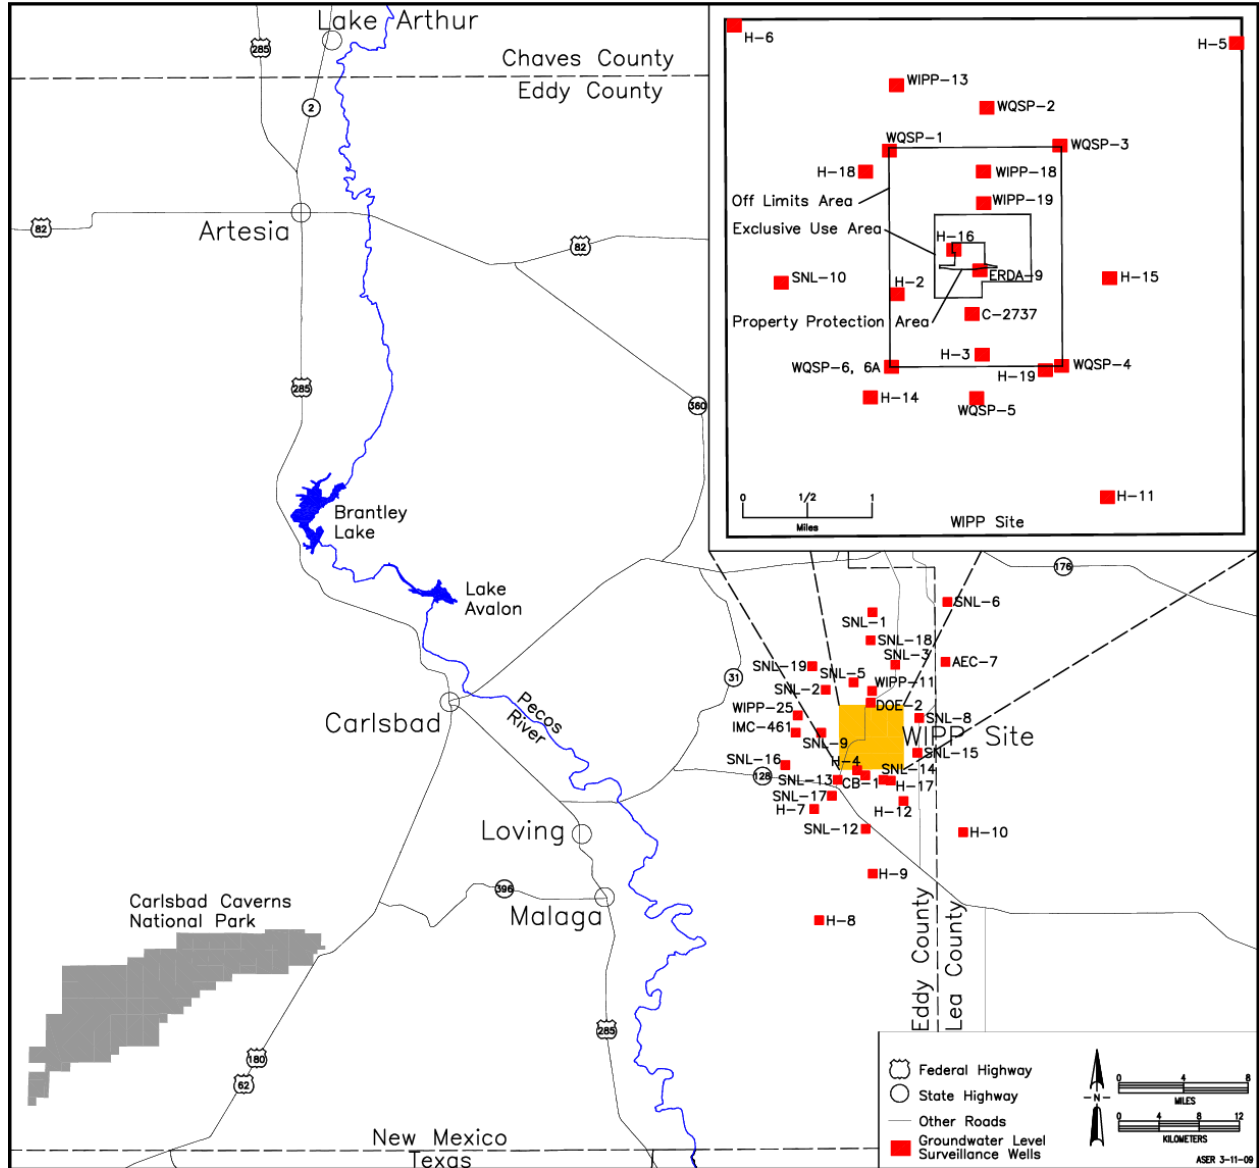 Lake Arthur
285
Chaves County
Eddy County
2
Artesia
82
82
285
360
Brantley
Lake
Lake
Avalon
Carlsbad
Pecos
River
31
Loving
396
Malaga
285
Carlsbad Caverns
National Park
180
62
New Mexico
Texas
H-6
H-5
WIPP-13
WQSP-2
WQSP-1
WQSP-3
H-18
WIPP-18
Off Limits Area
WIPP-19
Exclusive Use Area
H-16
SNL-10
H-2
ERDA-9
H-15
Property Protection Area
C-2737
H-3
WQSP-6, 6A
H-19
WQSP-4
H-14
WQSP-5
H-11
0 1/2 1
Miles
WIPP Site
176
SNL-6
SNL-1
SNL-18
SNL-3
AEC-7
SNL-19
SNL-5
WIPP-11
SNL-2
DOE-2
WIPP-25
SNL-8
IMC-461
SNL-9
WIPP Site
SNL-15
H-4
SNL-16
SNL-14
128
SNL-13
CB-1
H-17
SNL-17
H-7
H-12
SNL-12
H-10
H-9
H-8
Eddy County
Lea County
Federal Highway
State Highway
Other Roads
Groundwater Level
Surveillance Wells
N
0 4 8
MILES
0 4 8 12
KILOMETERS
ASER 3-11-09